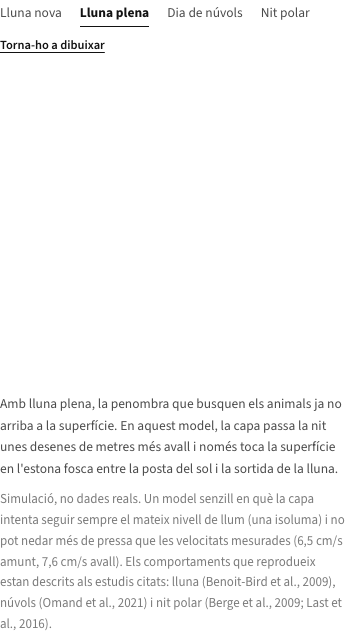 Lluna nova Lluna plena Dia de núvols Nit polar
Torna-ho a dibuixar
Amb lluna plena, la penombra que busquen els animals ja no
arriba a la superfície. En aquest model, la capa passa la nit
unes desenes de metres més avall i només toca la superfície
en l'estona fosca entre la posta del sol i la sortida de la lluna.
Simulació, no dades reals. Un model senzill en què la capa
intenta seguir sempre el mateix nivell de llum (una isoluma) i no
pot nedar més de pressa que les velocitats mesurades (6,5 cm/s
amunt, 7,6 cm/s avall). Els comportaments que reprodueix
estan descrits als estudis citats: lluna (Benoit-Bird et al., 2009),
núvols (Omand et al., 2021) i nit polar (Berge et al., 2009; Last et
al., 2016).